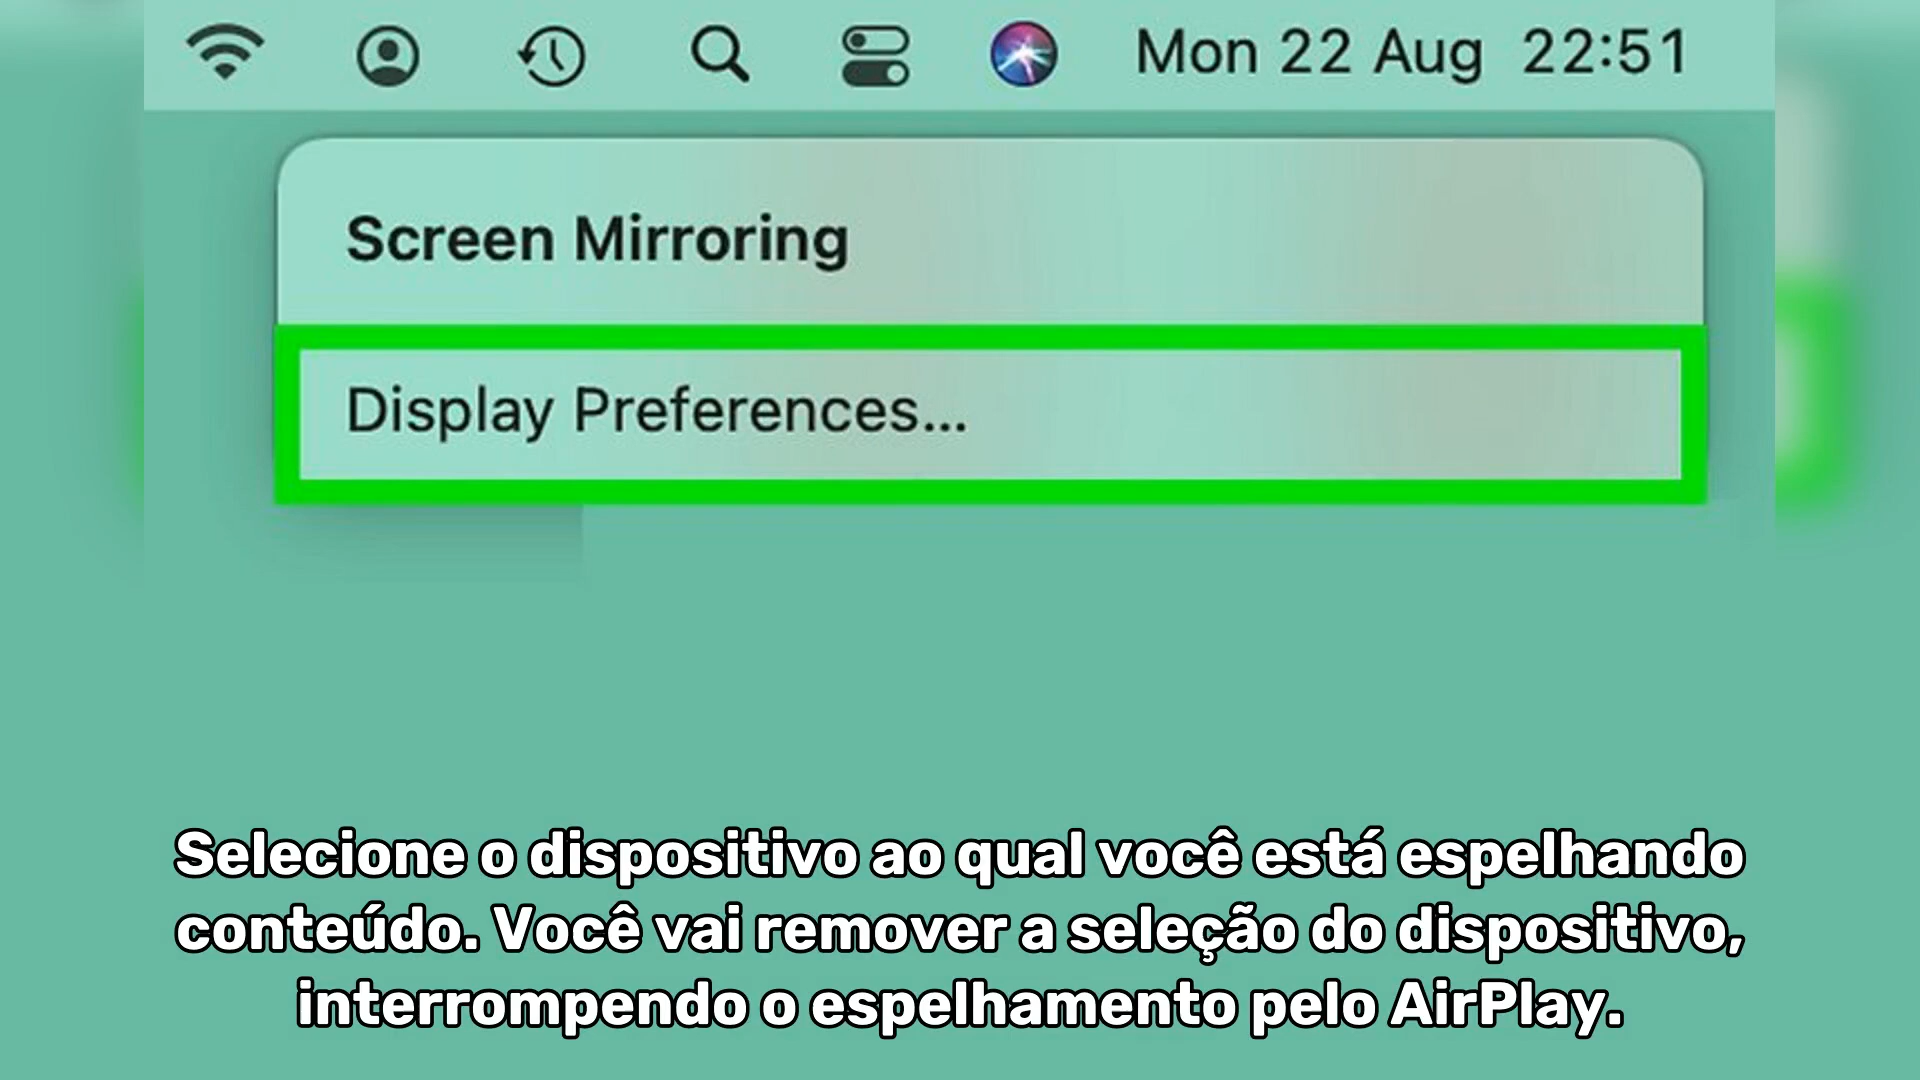 Mon 22 Aug 22:51
Screen Mirroring
Display Preferences...
Selecione o dispositivo ao qual você está espelhando
conteúdo. Você vai remover a seleção do dispositivo,
interrompendo o espelhamento pelo AirPlay.